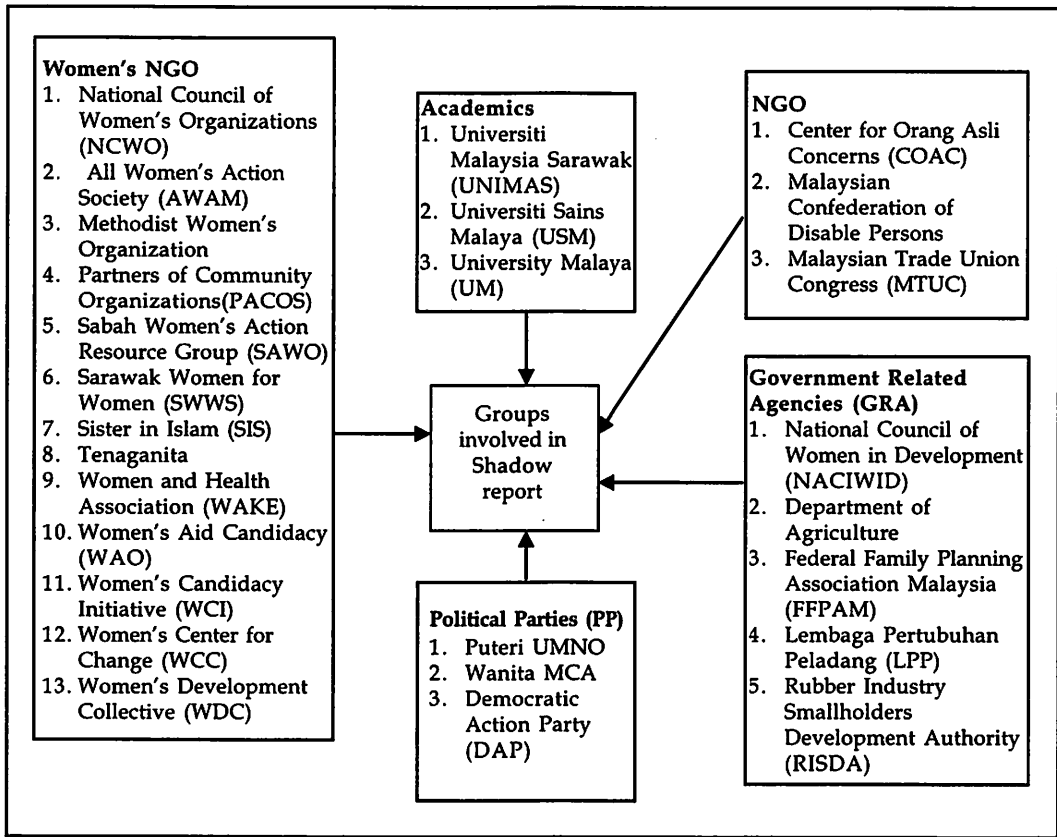 Women's NGO
1. National Council of
Women's Organizations
(NCWO)
2. All Women's Action
Society (AWAM)
3. Methodist Women's
Organization
4. Partners of Community
Organizations(PACOS)
5. Sabah Women's Action
Resource Group (SAWO)
6. Sarawak Women for
Women (SWWS)
7. Sister in Islam (SIS)
8. Tenaganita
9. Women and Health
Association (WAKE)
10. Women's Aid Candidacy
(WAO)
11. Women's Candidacy
Initiative (WCI)
12. Women's Center for
Change (WCC)
13. Women's Development
Collective (WDC)
Academics
1. Universiti
Malaysia Sarawak
(UNIMAS)
2. Universiti Sains
Malaya (USM)
3. University Malaya
(UM)
Groups
involved in
Shadow
report
Political Parties (PP)
1. Puteri UMNO
2. Wanita MCA
3. Democratic
Action Party
(DAP)
NGO
1. Center for Orang Asli
Concerns (COAC)
2. Malaysian
Confederation of
Disable Persons
3. Malaysian Trade Union
Congress (MTUC)
Government Related
Agencies (GRA)
1. National Council of
Women in Development
(NACIWID)
2. Department of
Agriculture
3. Federal Family Planning
Association Malaysia
(FFPAM)
4. Lembaga Pertubuhan
Peladang (LPP)
5. Rubber Industry
Smallholders
Development Authority
(RISDA)